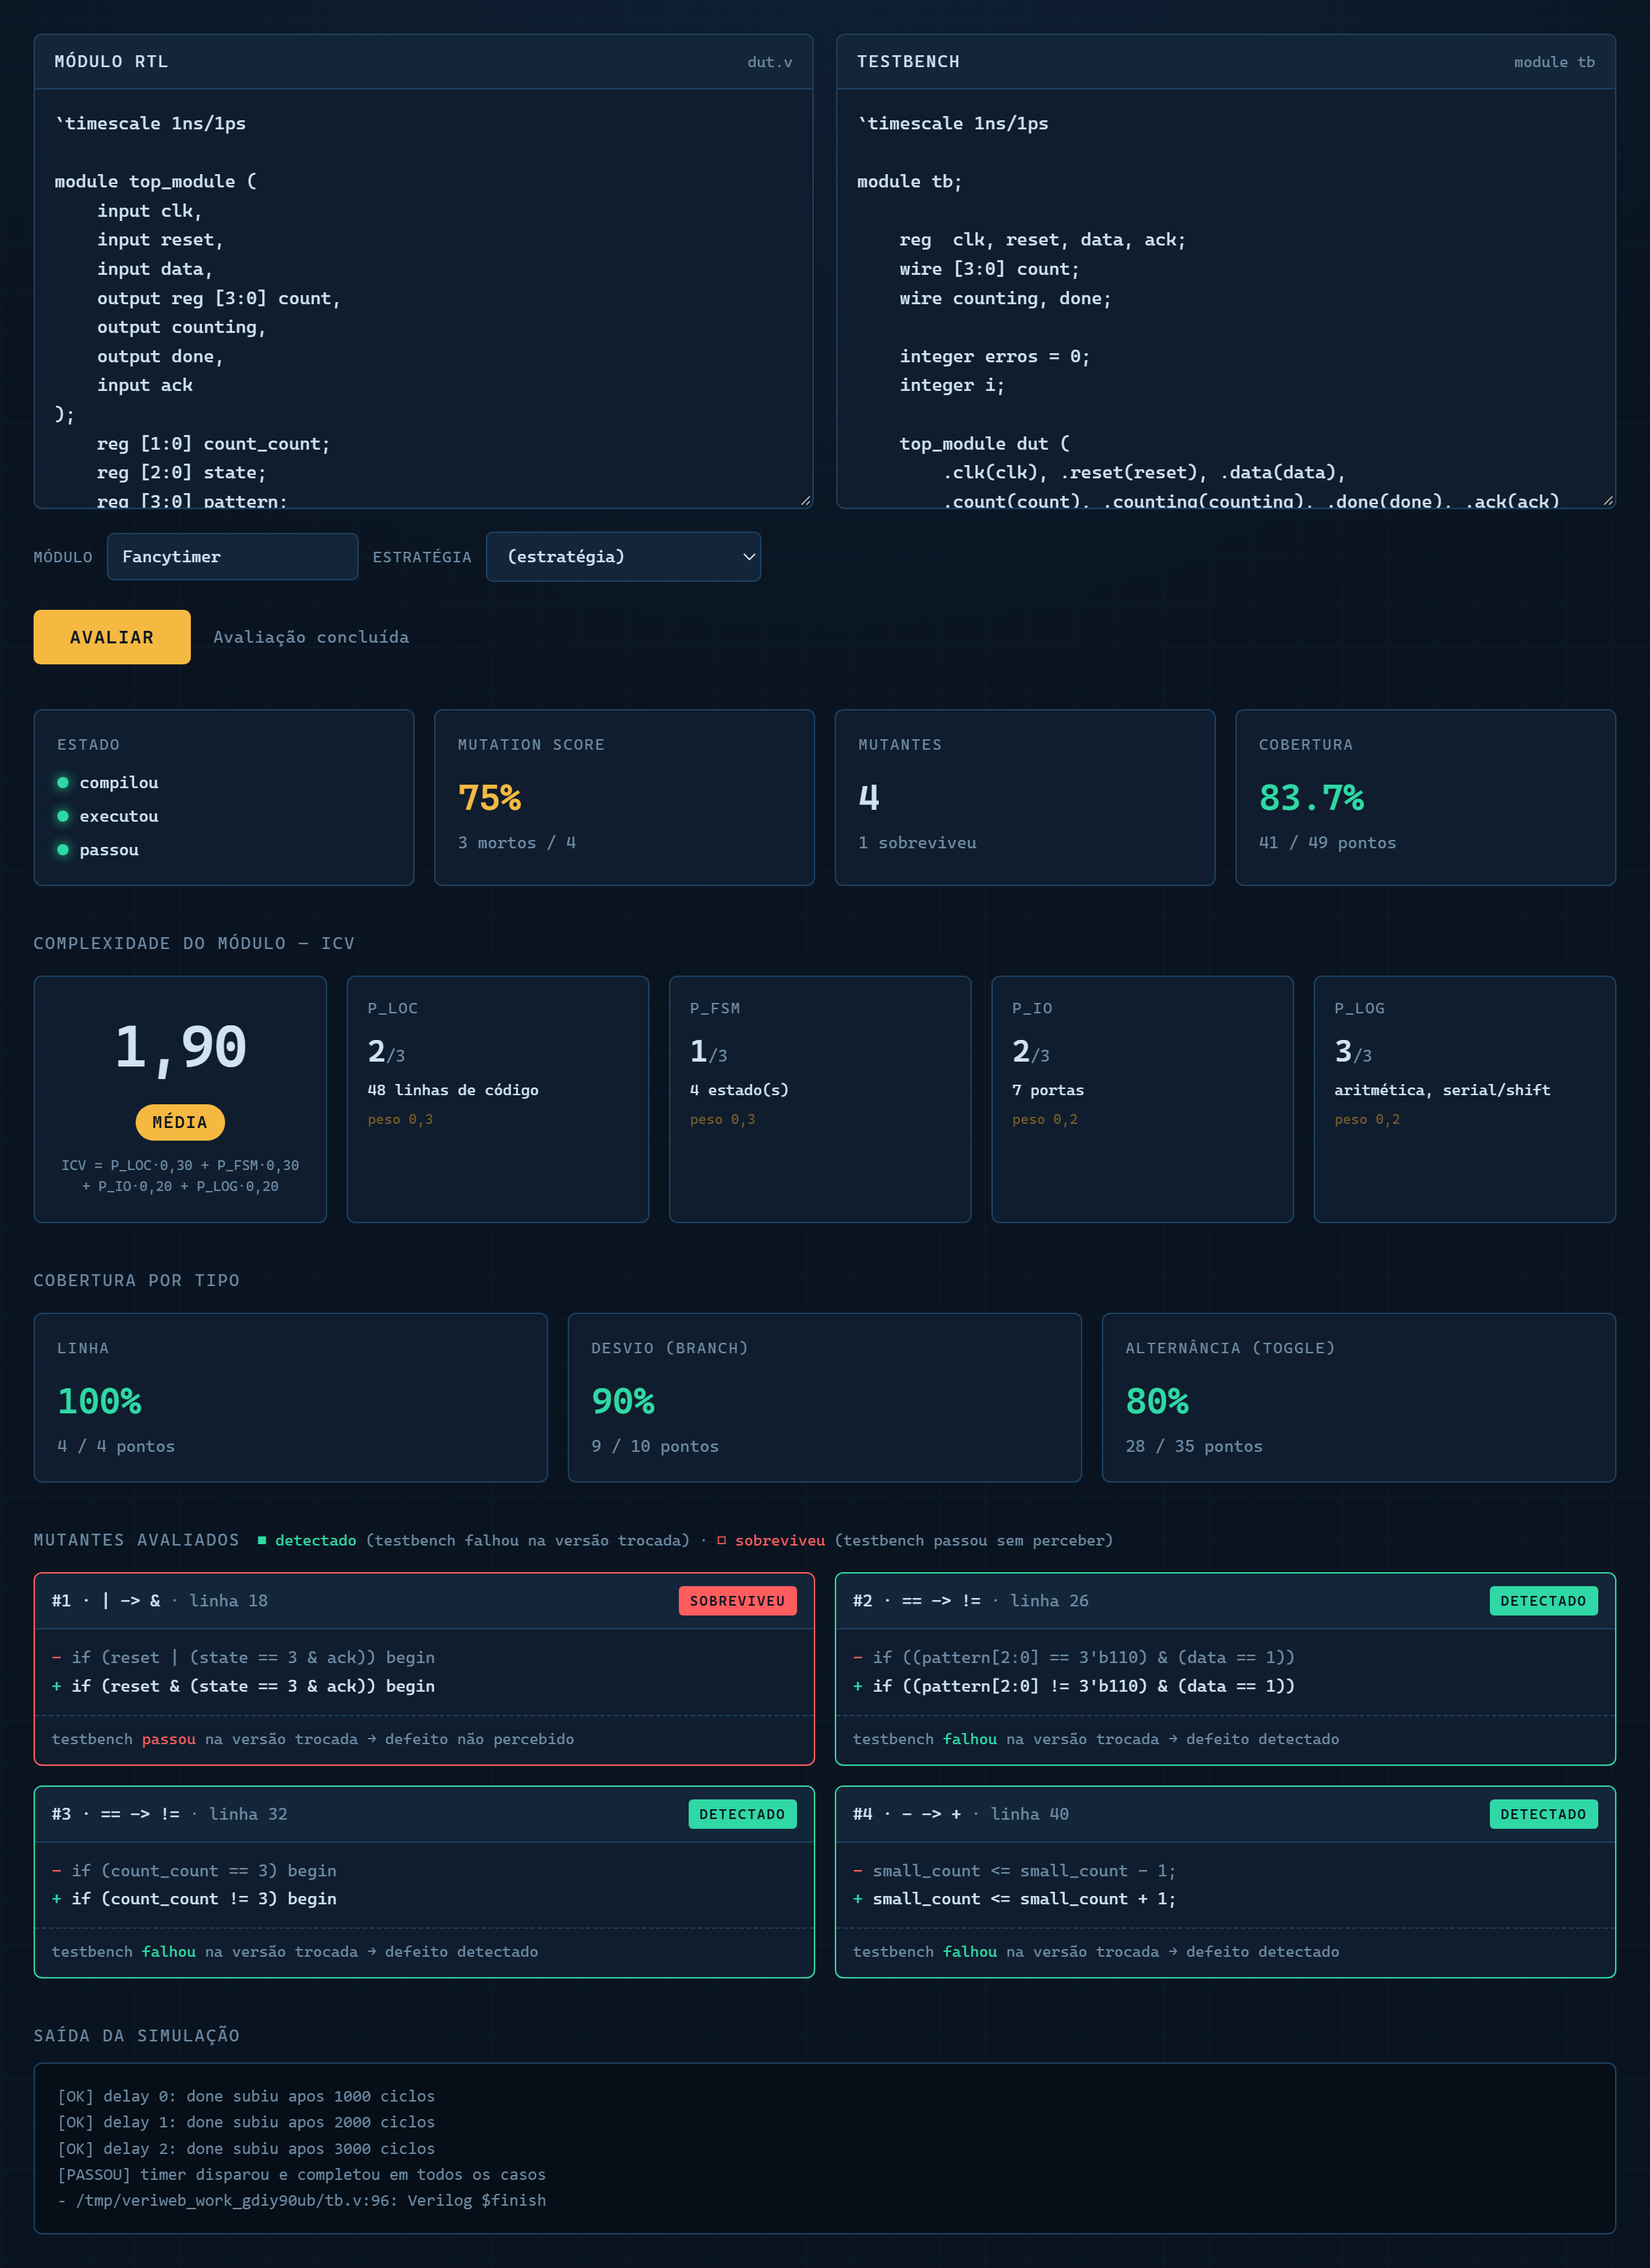 MÓDULO RTL
dut.v
`timescale 1ns/1ps
module top_module (
input clk,
input reset,
input data,
output reg [3:0] count,
output counting,
output done,
input ack
);
reg [1:0] count_count;
reg [2:0] state;
reg [3:0] pattern;
TESTBENCH
module tb
`timescale 1ns/1ps
module tb;
reg  clk, reset, data, ack;
wire [3:0] count;
wire counting, done;
integer erros = 0;
integer i;
top_module dut (
.clk(clk), .reset(reset), .data(data),
.count(count), .counting(counting), .done(done), .ack(ack)
MÓDULO
Fancytimer
ESTRATÉGIA
(estratégia)
AVALIAR
Avaliação concluída
ESTADO
compilou
executou
passou
MUTATION SCORE
75%
3 mortos / 4
MUTANTES
4
1 sobreviveu
COBERTURA
83.7%
41 / 49 pontos
COMPLEXIDADE DO MÓDULO — ICV
1,90
MÉDIA
ICV = P_LOC·0,30 + P_FSM·0,30
+ P_IO·0,20 + P_LOG·0,20
P_LOC
2/3
48 linhas de código
peso 0,3
P_FSM
1/3
4 estado(s)
peso 0,3
P_IO
2/3
7 portas
peso 0,2
P_LOG
3/3
aritmética, serial/shift
peso 0,2
COBERTURA POR TIPO
LINHA
100%
4 / 4 pontos
DESVIO (BRANCH)
90%
9 / 10 pontos
ALTERNÂNCIA (TOGGLE)
80%
28 / 35 pontos
MUTANTES AVALIADOS ■ detectado (testbench falhou na versão trocada) · □ sobreviveu (testbench passou sem perceber)
#1 · | -> & · linha 18
SOBREVIVEU
− if (reset | (state == 3 & ack)) begin
+ if (reset & (state == 3 & ack)) begin
testbench passou na versão trocada → defeito não percebido
#2 · == -> != · linha 26
DETECTADO
− if ((pattern[2:0] == 3'b110) & (data == 1))
+ if ((pattern[2:0] != 3'b110) & (data == 1))
testbench falhou na versão trocada → defeito detectado
#3 · == -> != · linha 32
DETECTADO
− if (count_count == 3) begin
+ if (count_count != 3) begin
testbench falhou na versão trocada → defeito detectado
#4 · - -> + · linha 40
DETECTADO
− small_count <= small_count - 1;
+ small_count <= small_count + 1;
testbench falhou na versão trocada → defeito detectado
SAÍDA DA SIMULAÇÃO
[OK] delay 0: done subiu apos 1000 ciclos
[OK] delay 1: done subiu apos 2000 ciclos
[OK] delay 2: done subiu apos 3000 ciclos
[PASSOU] timer disparou e completou em todos os casos
- /tmp/veriweb_work_gdiy90ub/tb.v:96: Verilog $finish